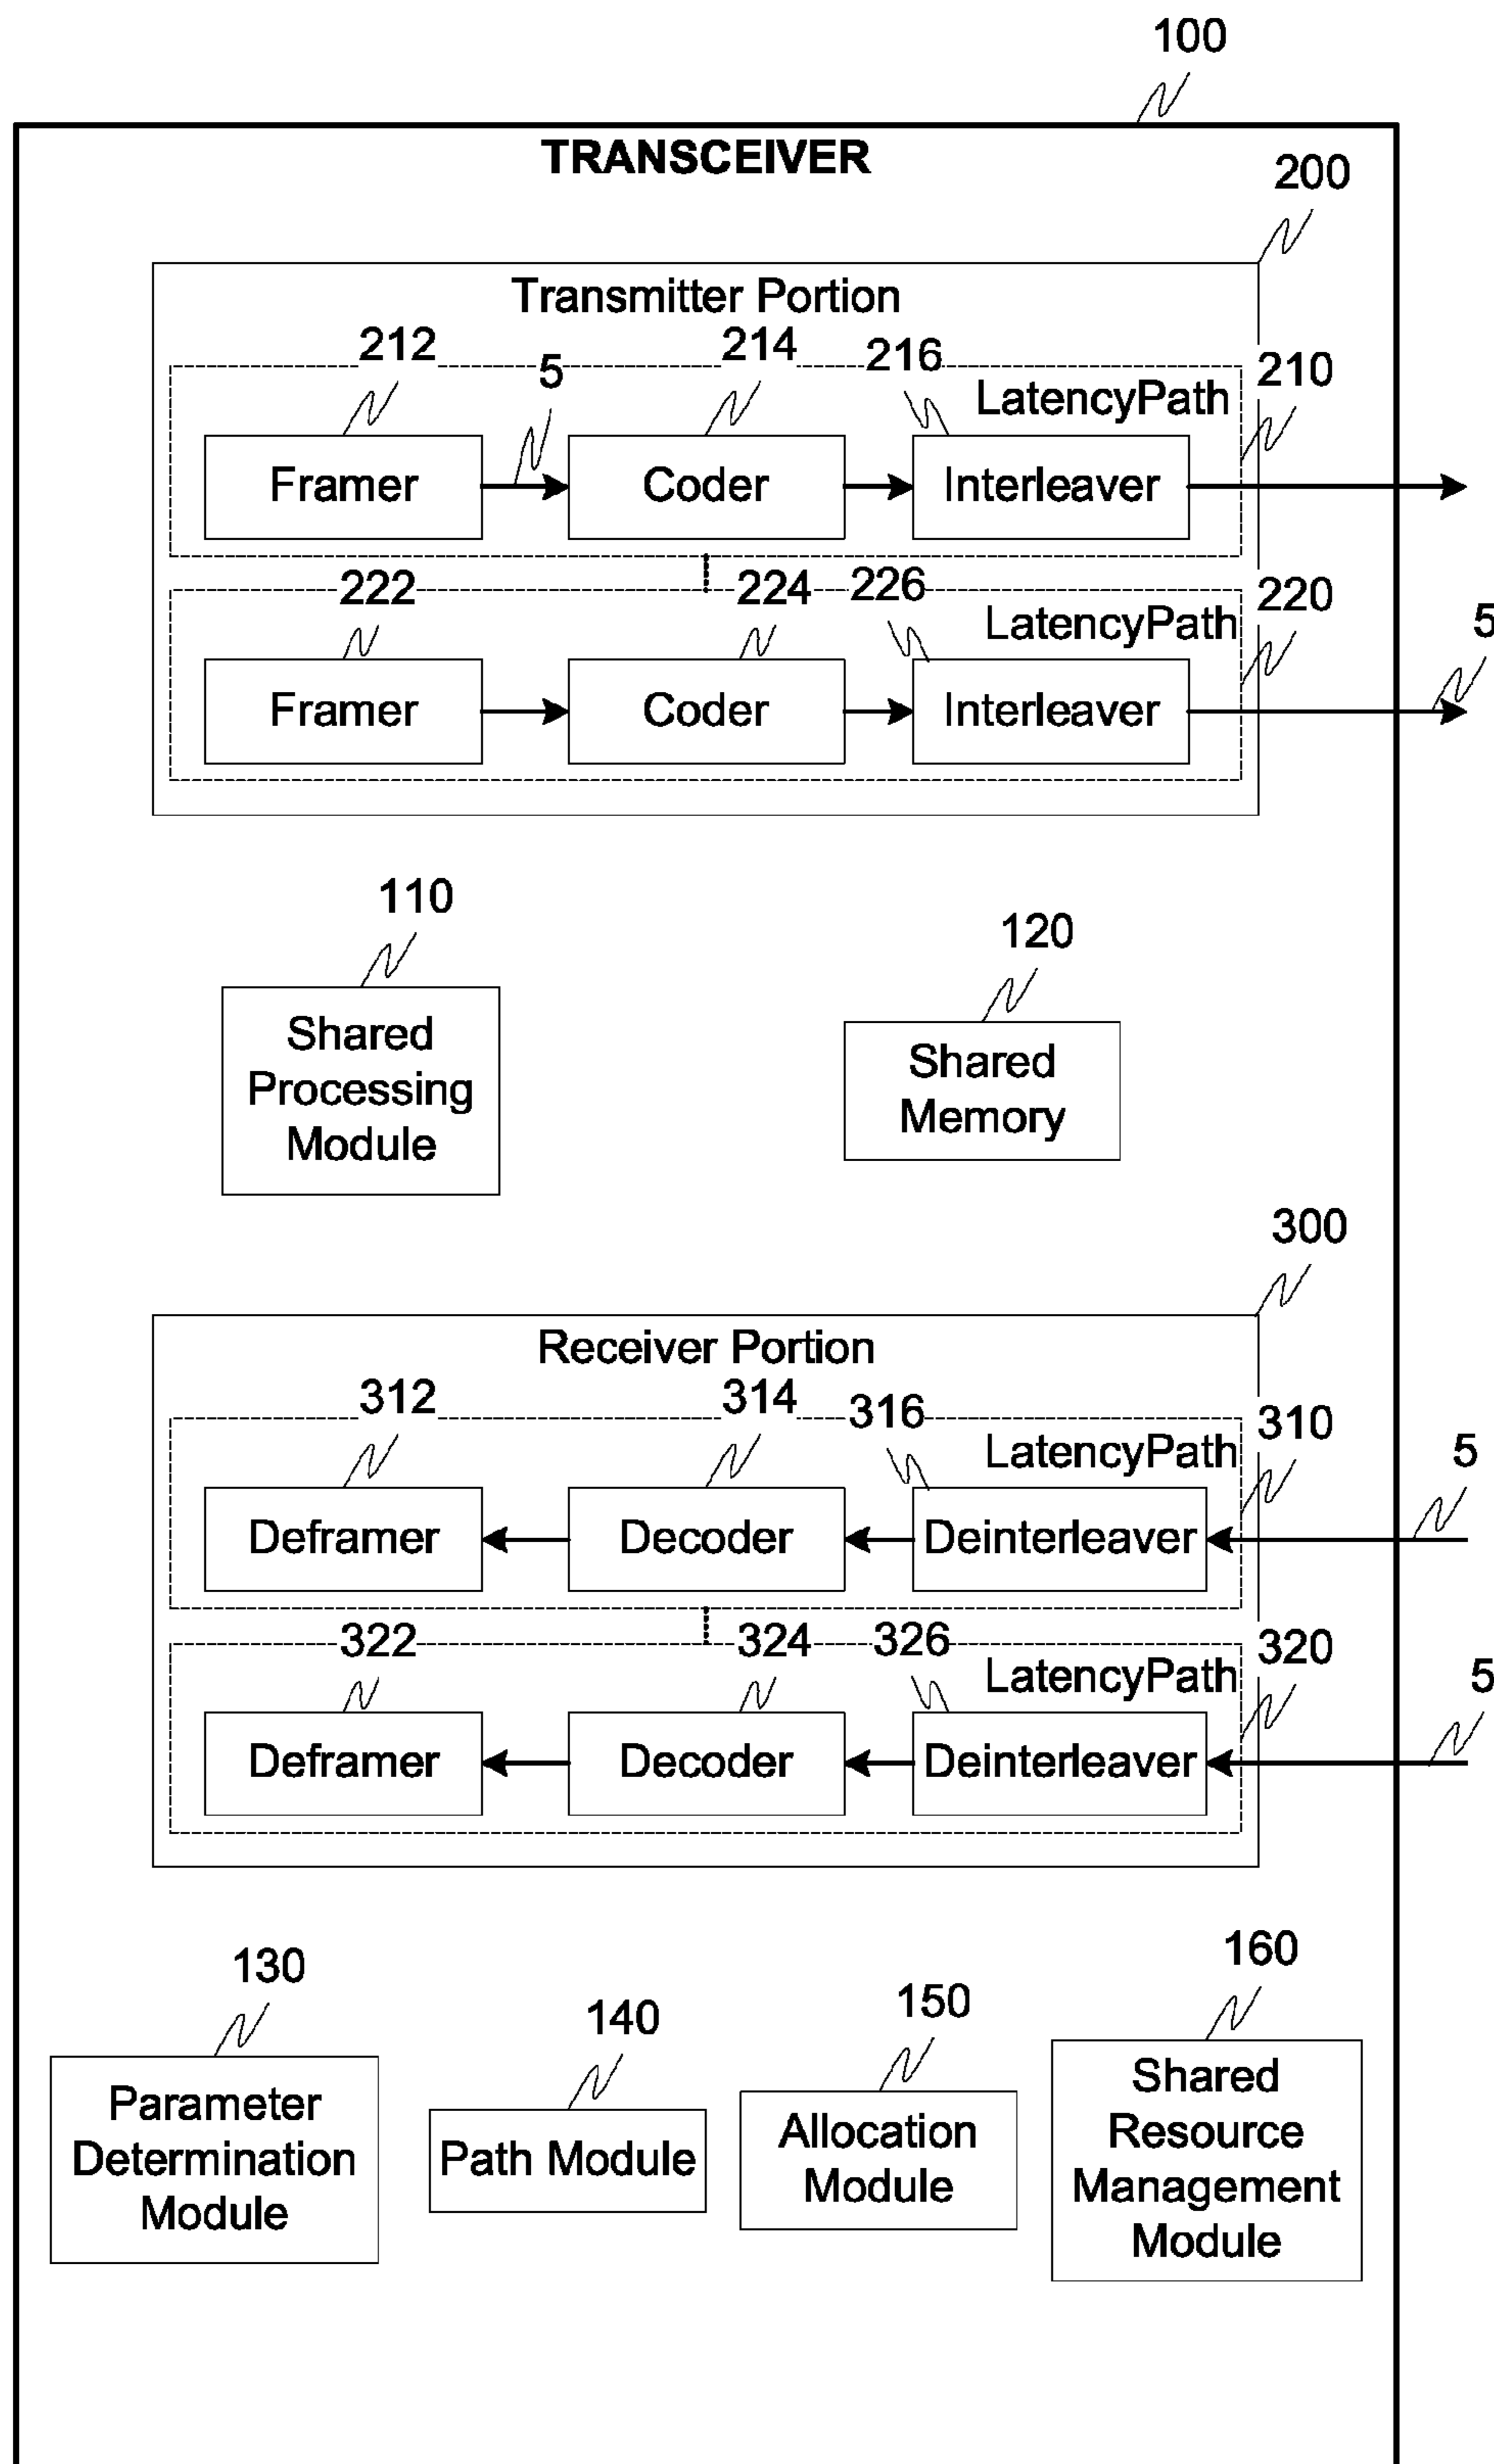 100
TRANSCEIVER
200
Transmitter Portion
212
5
214
216
210
LatencyPath
Framer
Coder
Interleaver
222
224
226
220
5
LatencyPath
Framer
Coder
Interleaver
110
120
Shared
Processing
Module
Shared
Memory
300
Receiver Portion
312
314
316
310
5
LatencyPath
Deframer
Decoder
Deinterleaver
322
324
326
320
5
LatencyPath
Deframer
Decoder
Deinterleaver
130
140
150
160
Parameter
Determination
Module
Path Module
Allocation
Module
Shared
Resource
Management
Module